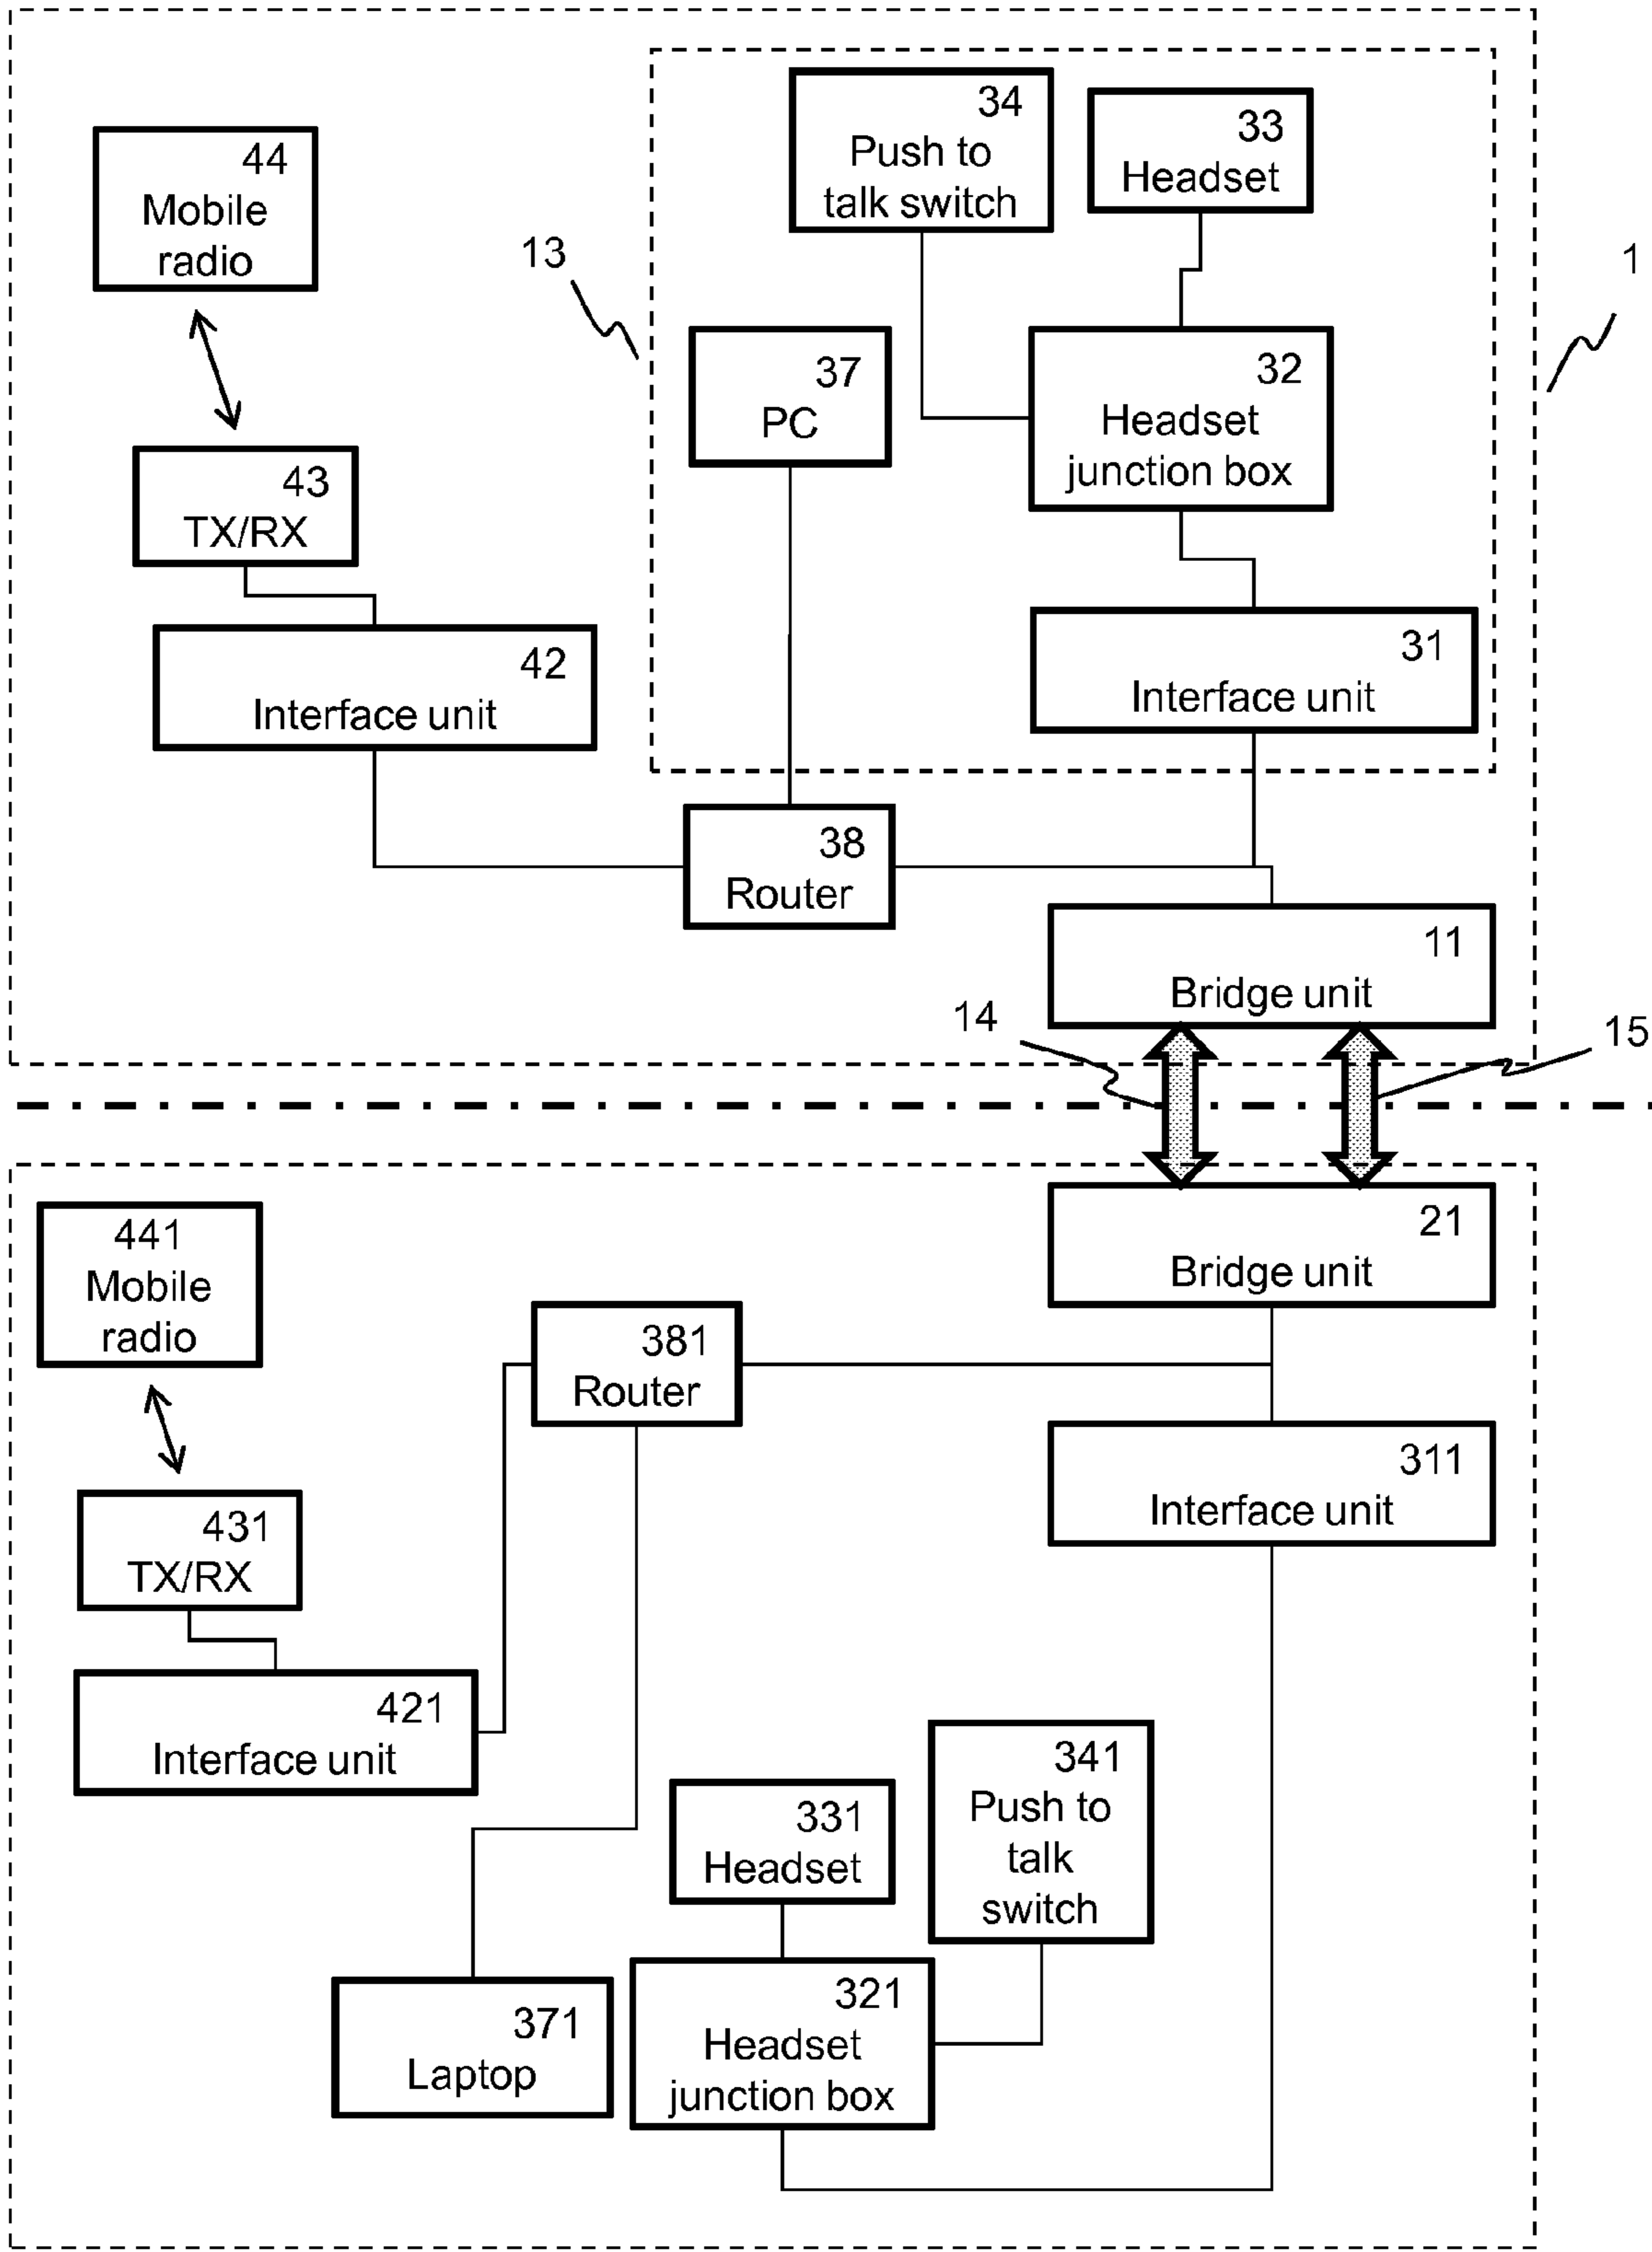 34
Push to
talk switch
33
Headset
44
Mobile
radio
13
1
37
PC
32
Headset
junction box
43
TX/RX
42
Interface unit
31
Interface unit
38
Router
11
Bridge unit
14
15
21
Bridge unit
441
Mobile
radio
381
Router
311
Interface unit
431
TX/RX
421
Interface unit
341
Push to
talk
switch
331
Headset
321
Headset
junction box
371
Laptop